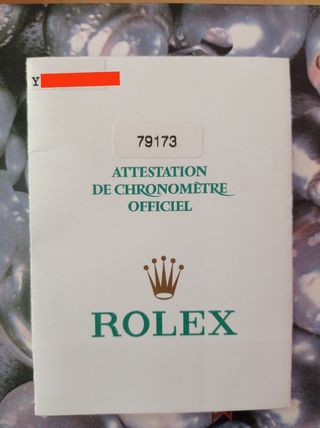 Y
79173
ATTESTATION
DE CHRONOMÈTRE
OFFICIEL
ROLEX